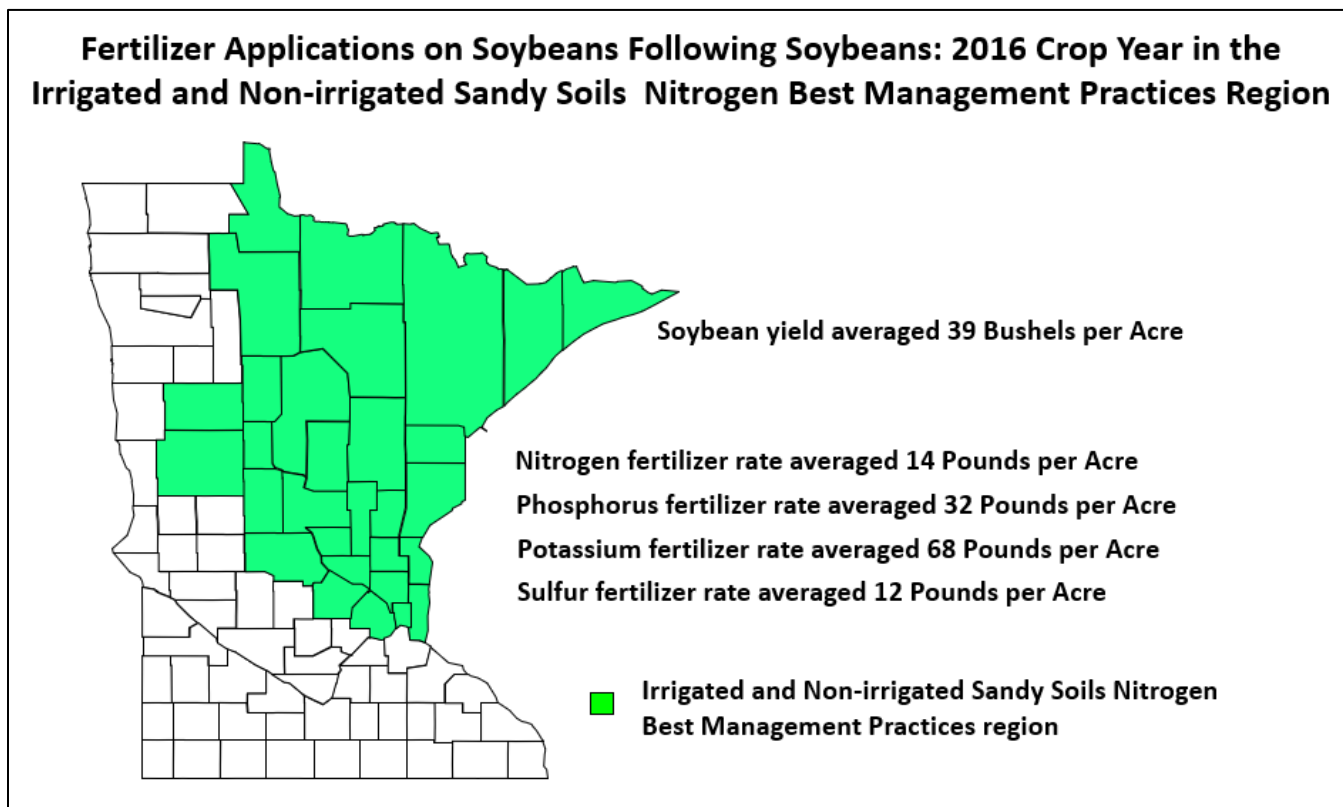 Fertilizer Applications on Soybeans Following Soybeans: 2016 Crop Year in the
Irrigated and Non-irrigated Sandy Soils  Nitrogen Best Management Practices Region
Soybean yield averaged 39 Bushels per Acre
Nitrogen fertilizer rate averaged 14 Pounds per Acre
Phosphorus fertilizer rate averaged 32 Pounds per Acre
Potassium fertilizer rate averaged 68 Pounds per Acre
Sulfur fertilizer rate averaged 12 Pounds per Acre
Irrigated and Non-irrigated Sandy Soils Nitrogen
Best Management Practices region